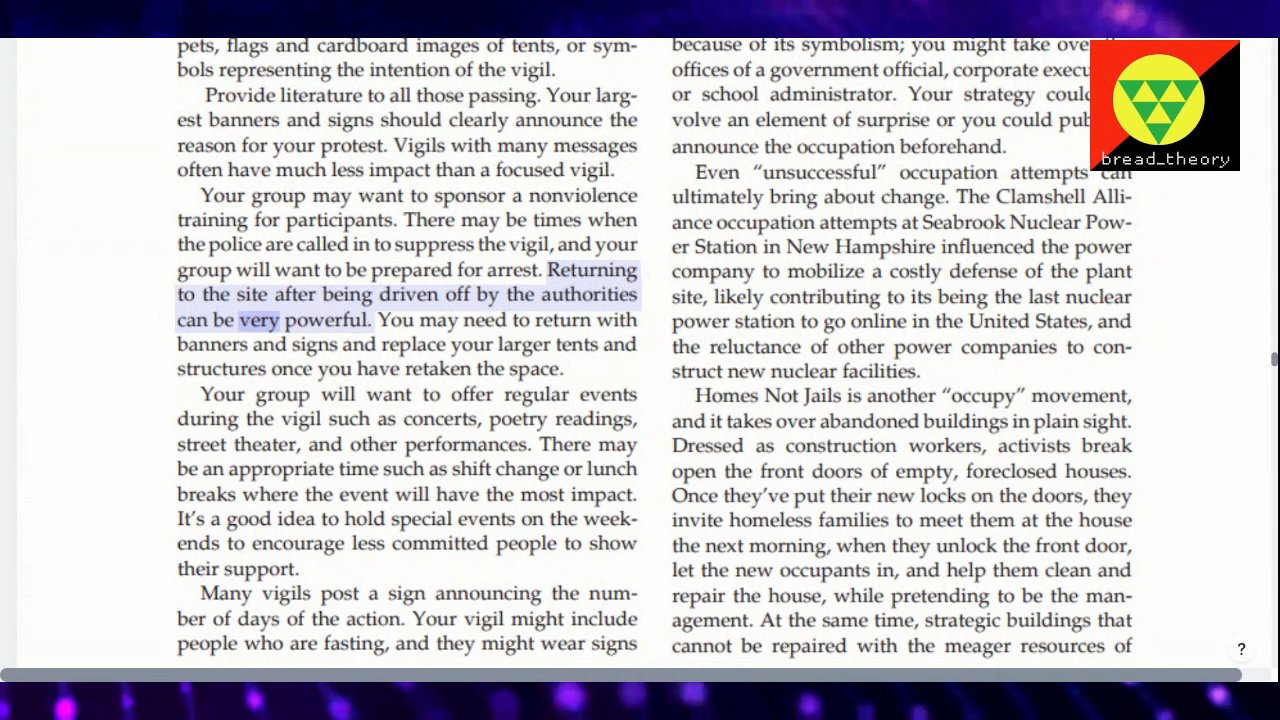 pets, flags and cardboard images of tents, or sym-
bols representing the intention of the vigil.
Provide literature to all those passing. Your larg-
est banners and signs should clearly announce the
reason for your protest. Vigils with many messages
often have much less impact than a focused vigil.
Your group may want to sponsor a nonviolence
training for participants. There may be times when
the police are called in to suppress the vigil, and your
group will want to be prepared for arrest. Returning
to the site after being driven off by the authorities
can be very powerful. You may need to return with
banners and signs and replace your larger tents and
structures once you have retaken the space.
Your group will want to offer regular events
during the vigil such as concerts, poetry readings,
street theater, and other performances. There may
be an appropriate time such as shift change or lunch
breaks where the event will have the most impact.
It's a good idea to hold special events on the week-
ends to encourage less committed people to show
their support.
Many vigils post a sign announcing the num-
ber of days of the action. Your vigil might include
people who are fasting, and they might wear signs
because of its symbolism; you might take
offices of a government official, corporate
or school administrator. Your strategy
volve an element of surprise or you could
announce the occupation beforehand.
Even “unsuccessful” occupation attempts can
ultimately bring about change. The Clamshell Alli-
ance occupation attempts at Seabrook Nuclear Pow-
er Station in New Hampshire influenced the power
company to mobilize a costly defense of the plant
site, likely contributing to its being the last nuclear
power station to go online in the United States, and
the reluctance of other power companies to con-
struct new nuclear facilities.
Homes Not Jails is another “occupy” movement,
and it takes over abandoned buildings in plain sight.
Dressed as construction workers, activists break
open the front doors of empty, foreclosed houses.
Once they've put their new locks on the doors, they
invite homeless families to meet them at the house
the next morning, when they unlock the front door,
let the new occupants in, and help them clean and
repair the house, while pretending to be the man-
agement. At the same time, strategic buildings that
cannot be repaired with the meager resources of
bread_theory
?